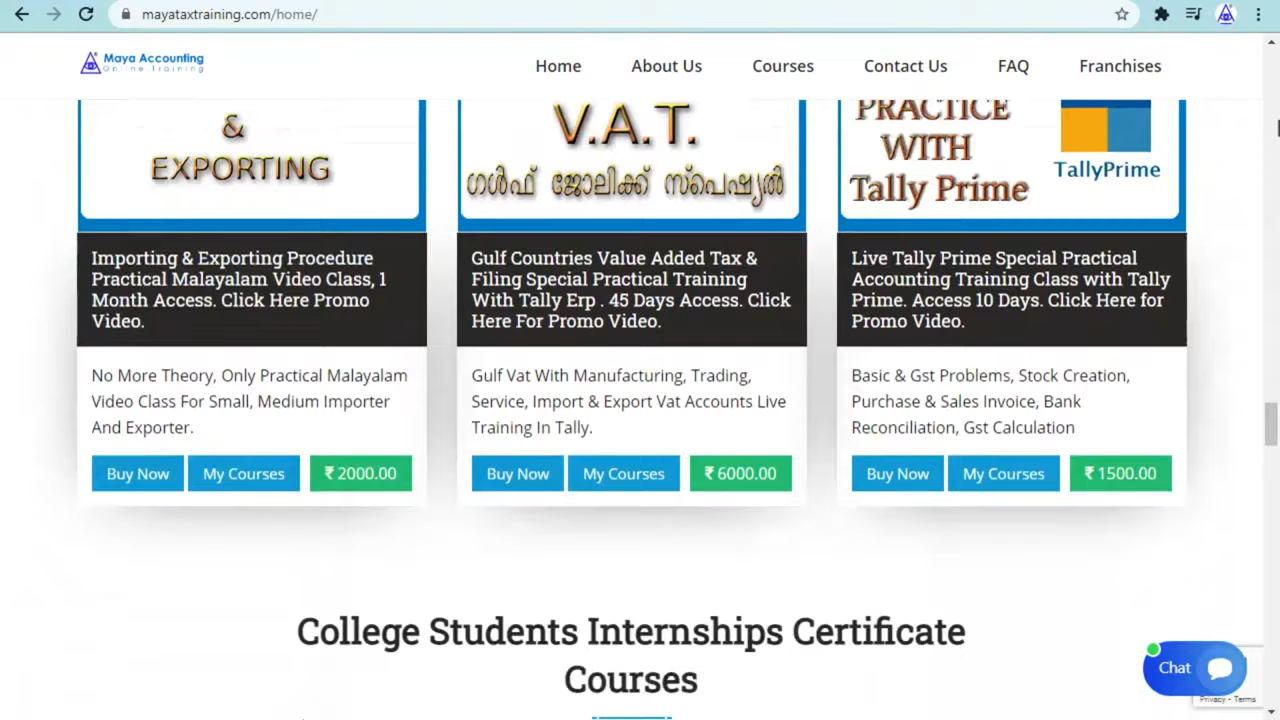 mayataxtraining.com/home/
Maya Accounting
Online Training
Home
About Us
Courses
Contact Us
FAQ
Franchises
&
EXPORTING
V.A.T.
ഗൾഫ് ജോലിക്ക് സ്പെഷ്യൽ
PRACTICE
WITH
Tally Prime
TallyPrime
Importing & Exporting Procedure
Practical Malayalam Video Class, 1
Month Access. Click Here Promo
Video.
Gulf Countries Value Added Tax &
Filing Special Practical Training
With Tally Erp . 45 Days Access. Click
Here For Promo Video.
Live Tally Prime Special Practical
Accounting Training Class with Tally
Prime. Access 10 Days. Click Here for
Promo Video.
No More Theory, Only Practical Malayalam
Video Class For Small, Medium Importer
And Exporter.
Gulf Vat With Manufacturing, Trading,
Service, Import & Export Vat Accounts Live
Training In Tally.
Basic & Gst Problems, Stock Creation,
Purchase & Sales Invoice, Bank
Reconciliation, Gst Calculation
Buy Now
My Courses
₹ 2000.00
Buy Now
My Courses
₹ 6000.00
Buy Now
My Courses
₹ 1500.00
College Students Internships Certificate
Courses
Chat
Privacy - Terms